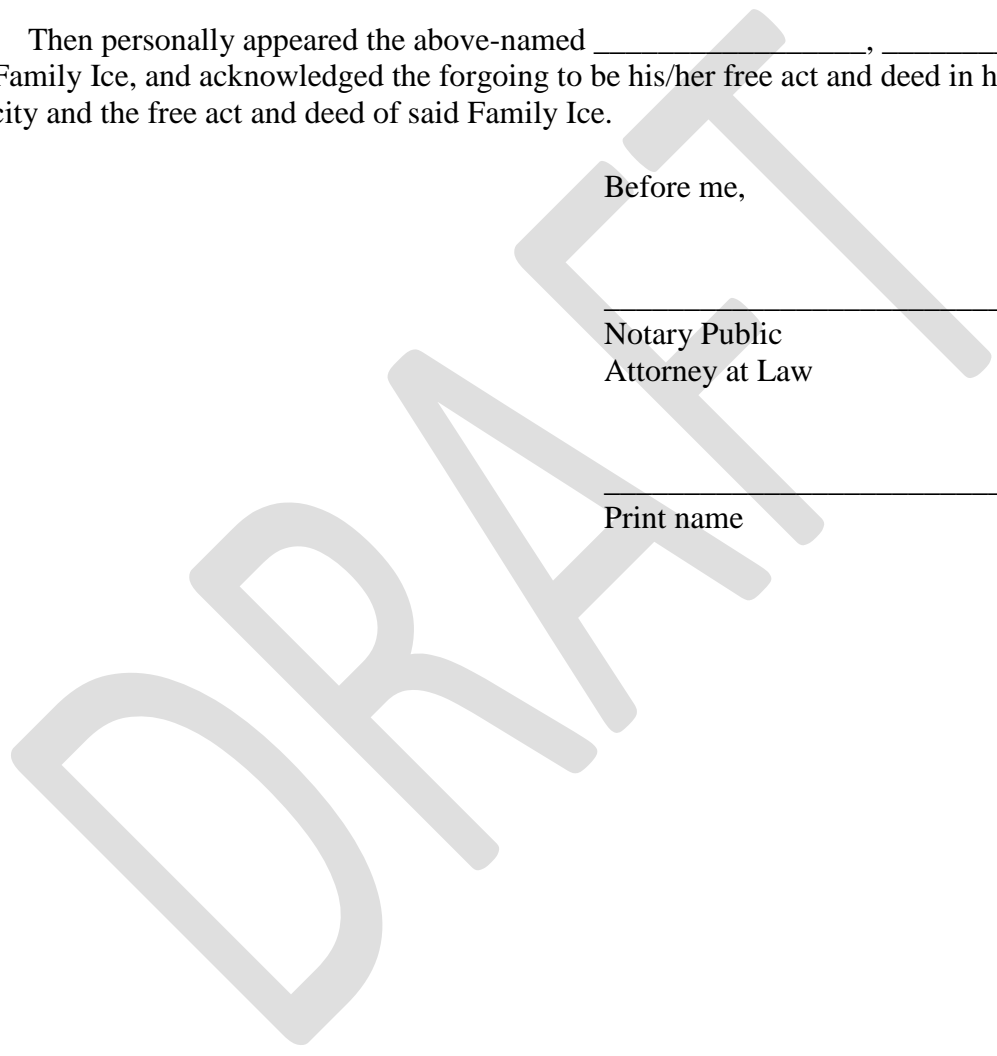 Then personally appeared the above-named _________________, _______
Family Ice, and acknowledged the forgoing to be his/her free act and deed in h
city and the free act and deed of said Family Ice.
Before me,
_________________________
Notary Public
Attorney at Law
_________________________
Print name
DRAFT